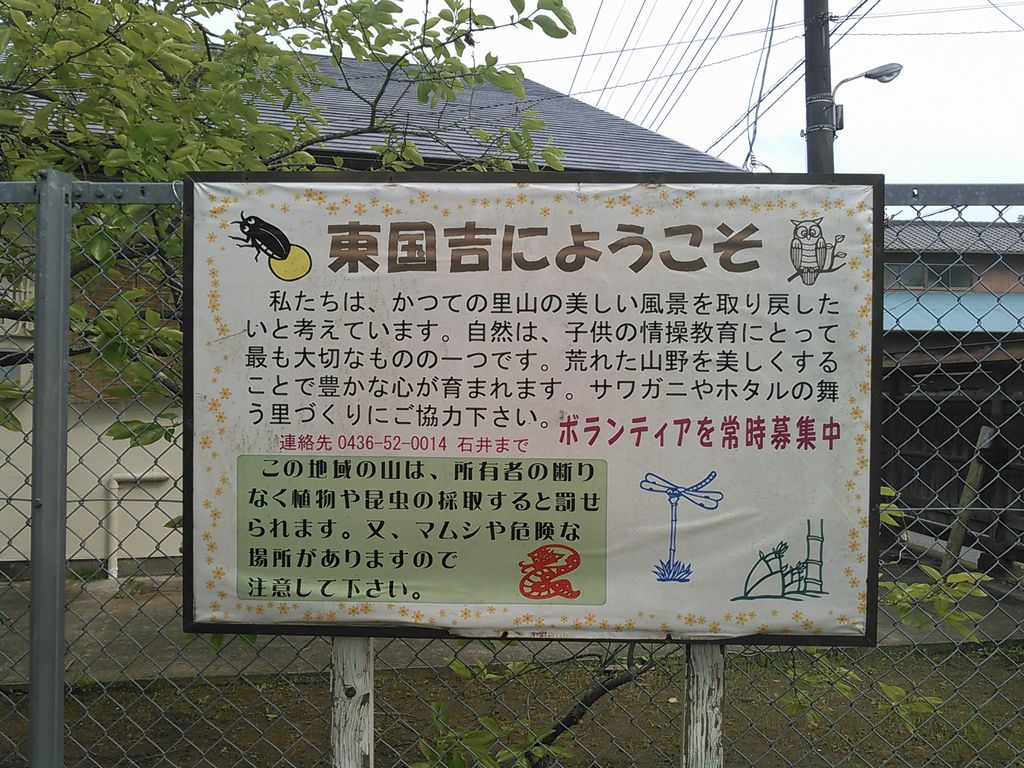 東国吉にようこそ
私たちは、かつての里山の美しい風景を取り戻した
いと考えています。自然は、子供の情操教育にとって
最も大切なものの一つです。荒れた山野を美しくする
ことで豊かな心が育まれます。サワガニやホタルの舞
う里づくりにご協力下さい。
ボランティアを常時募集中
連絡先 0436-52-0014 石井まで
この地域の山は、所有者の断り
なく植物や昆虫の採取すると罰せ
られます。又、マムシや危険な
場所がありますので
注意して下さい。